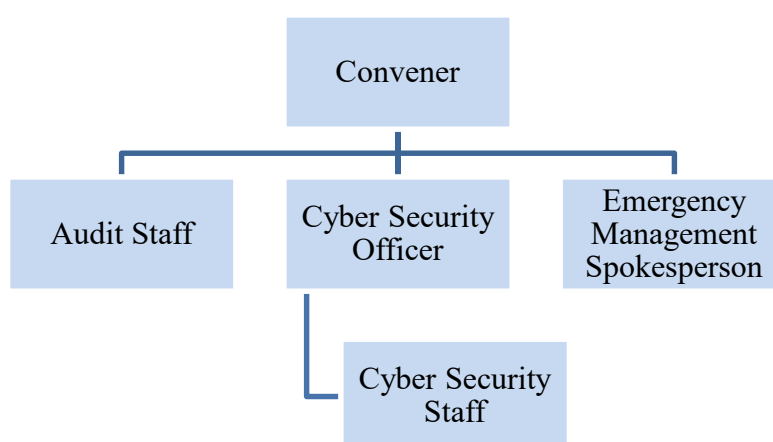 Convener
Audit Staff
Cyber Security
Officer
Emergency
Management
Spokesperson
Cyber Security
Staff